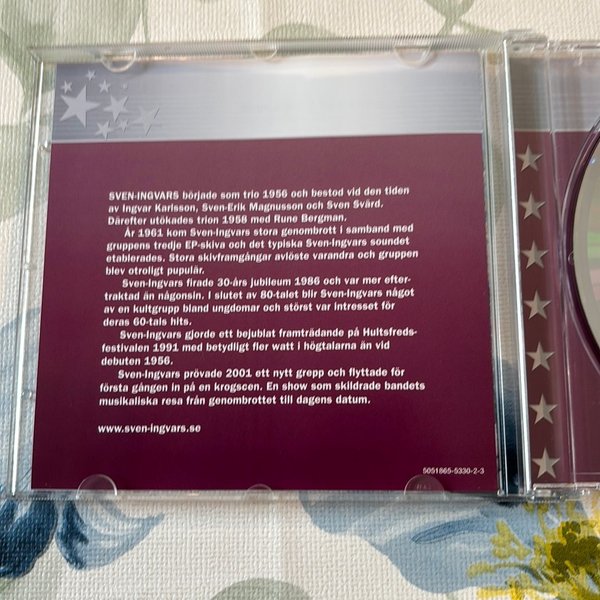 SVEN-INGVARS började som trio 1956 och bestod vid den tiden
av Ingvar Karlsson, Sven-Erik Magnusson och Sven Svärd.
Därefter utökades trion 1958 med Rune Bergman.
År 1961 kom Sven-Ingvars stora genombrott i samband med
gruppens tredje EP-skiva och det typiska Sven-Ingvars soundet
etablerades. Stora skivframgångar avlöste varandra och gruppen
blev otroligt pupulär.
Sven-Ingvars firade 30-års jubileum 1986 och var mer efter-
traktad än någonsin. I slutet av 80-talet blir Sven-Ingvars något
av en kultgrupp bland ungdomar och störst var intresset för
deras 60-tals hits.
Sven-Ingvars gjorde ett bejublat framträdande på Hultsfreds-
festivalen 1991 med betydligt fler watt i högtalarna än vid
debuten 1956.
Sven-Ingvars prövade 2001 ett nytt grepp och flyttade för
första gången in på en krogscen. En show som skildrade bandets
musikaliska resa från genombrottet till dagens datum.
www.sven-ingvars.se
5051865-5330-2-3